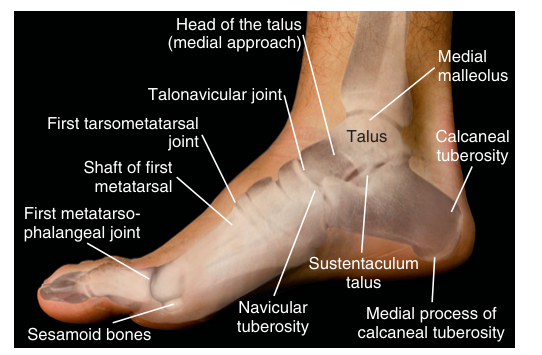 Head of the talus
(medial approach)
Medial
malleolus
Talonavicular joint
First tarsometatarsal
joint
Talus
Calcaneal
tuberosity
Shaft of first
metatarsal
First metatarso-
phalangeal joint
Sustentaculum
talus
Navicular
tuberosity
Medial process of
calcaneal tuberosity
Sesamoid bones